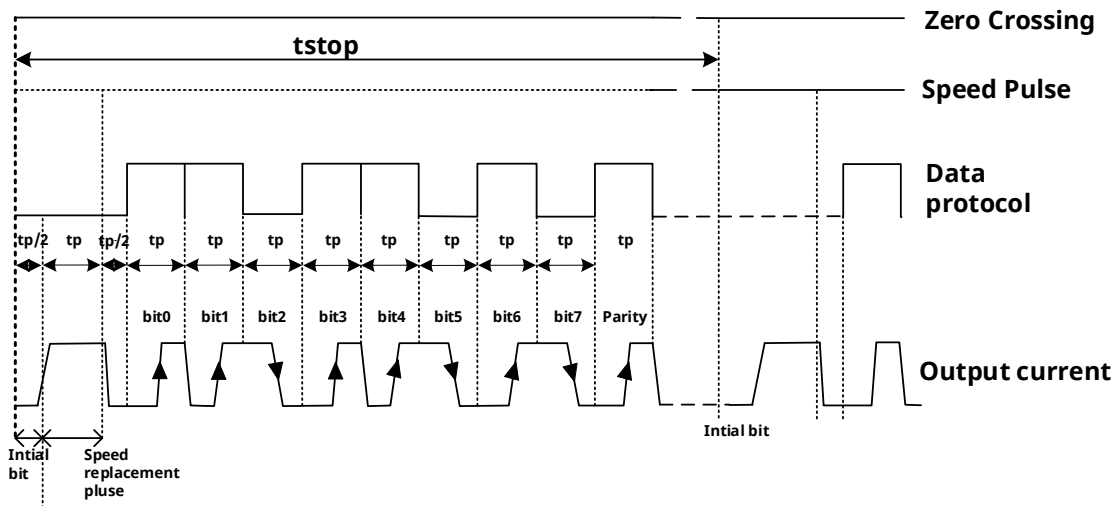 Zero Crossing
tstop
Speed Pulse
Data
protocol
tp/2 tp tp/2 tp tp tp tp tp tp tp tp tp
bit0 bit1 bit2 bit3 bit4 bit5 bit6 bit7 Parity
Output current
Intial bit
Intial
bit
Speed
replacement
pluse